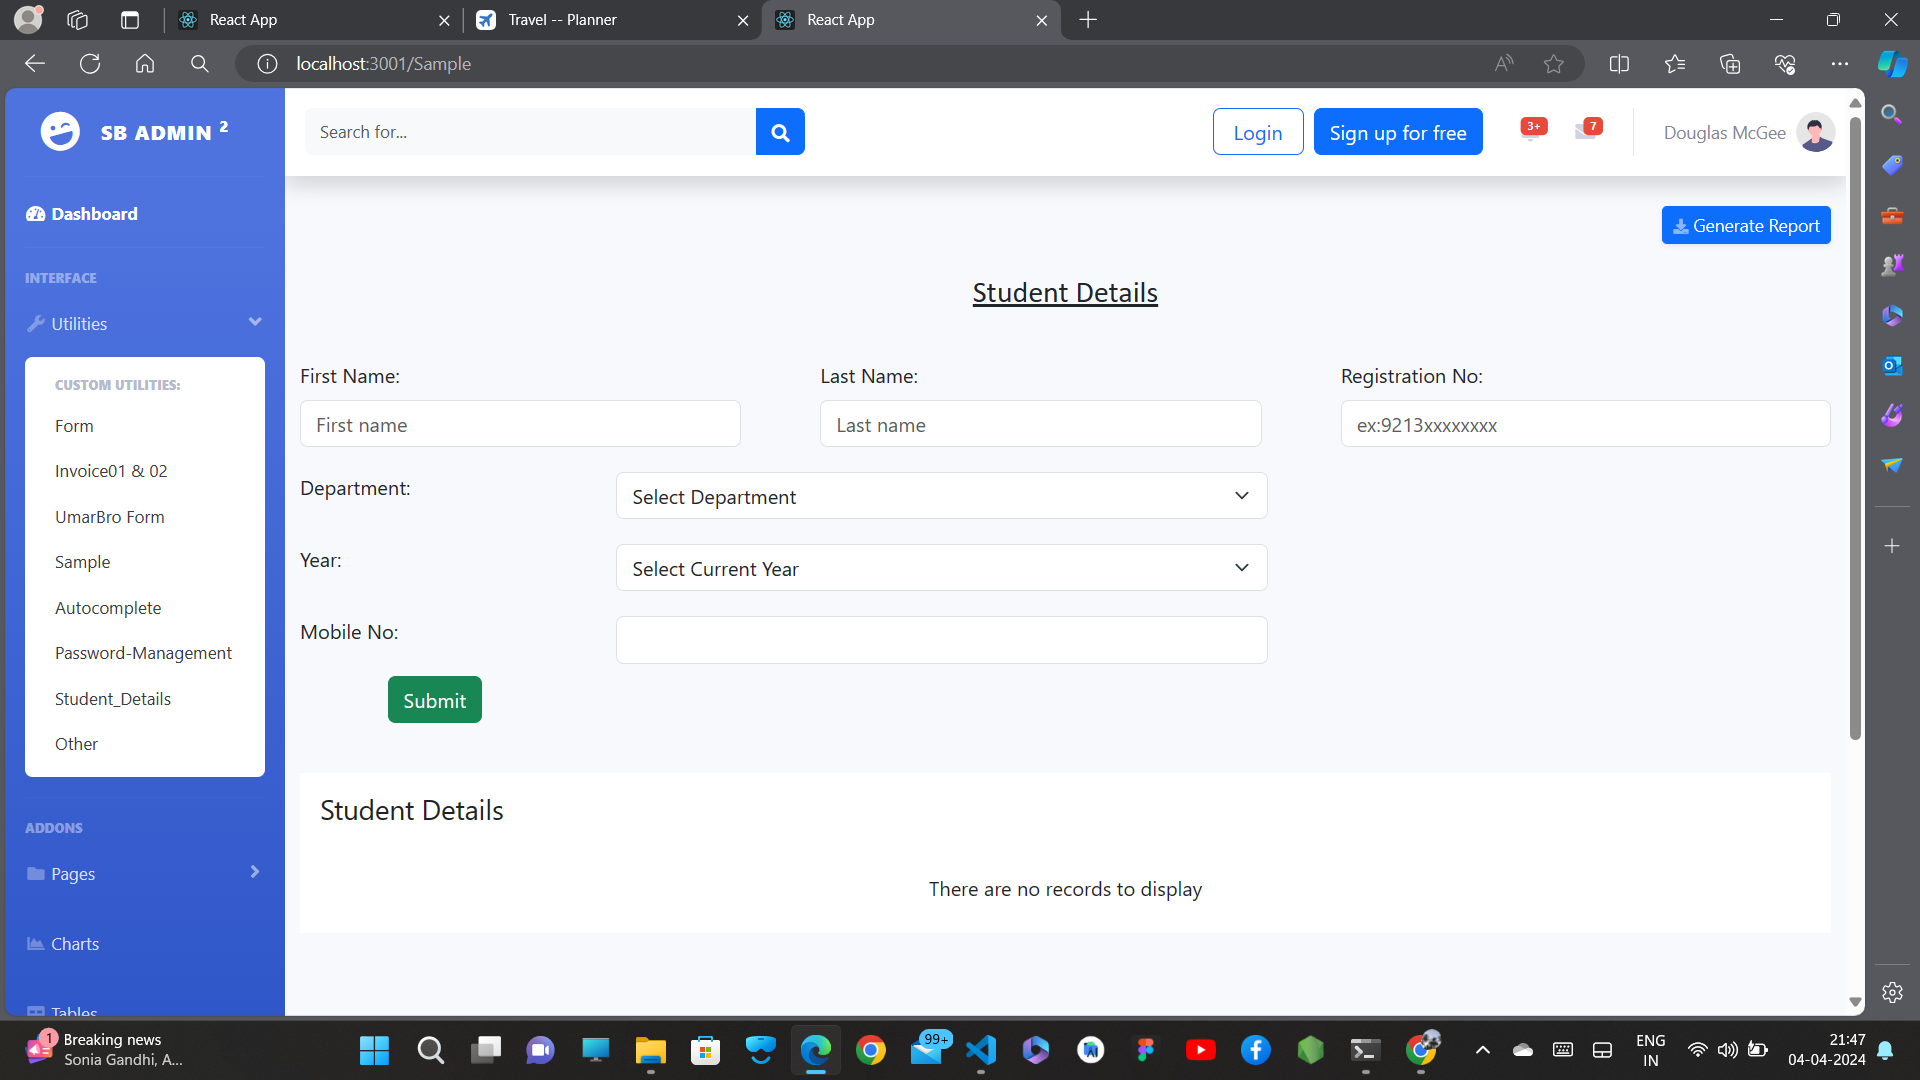 React App
Travel -- Planner
React App
localhost:3001/Sample
SB ADMIN 2
Search for...
Login
Sign up for free
3+
7
Douglas McGee
Dashboard
Generate Report
INTERFACE
Utilities
CUSTOM UTILITIES:
Form
Invoice01 & 02
UmarBro Form
Sample
Autocomplete
Password-Management
Student_Details
Other
ADDONS
Pages
Charts
Tables
Student Details
First Name:
Last Name:
Registration No:
First name
Last name
ex:9213xxxxxxxx
Department:
Select Department
Year:
Select Current Year
Mobile No:
Submit
Student Details
There are no records to display
1
Breaking news
Sonia Gandhi, A...
99+
ENG
IN
21:47
04-04-2024